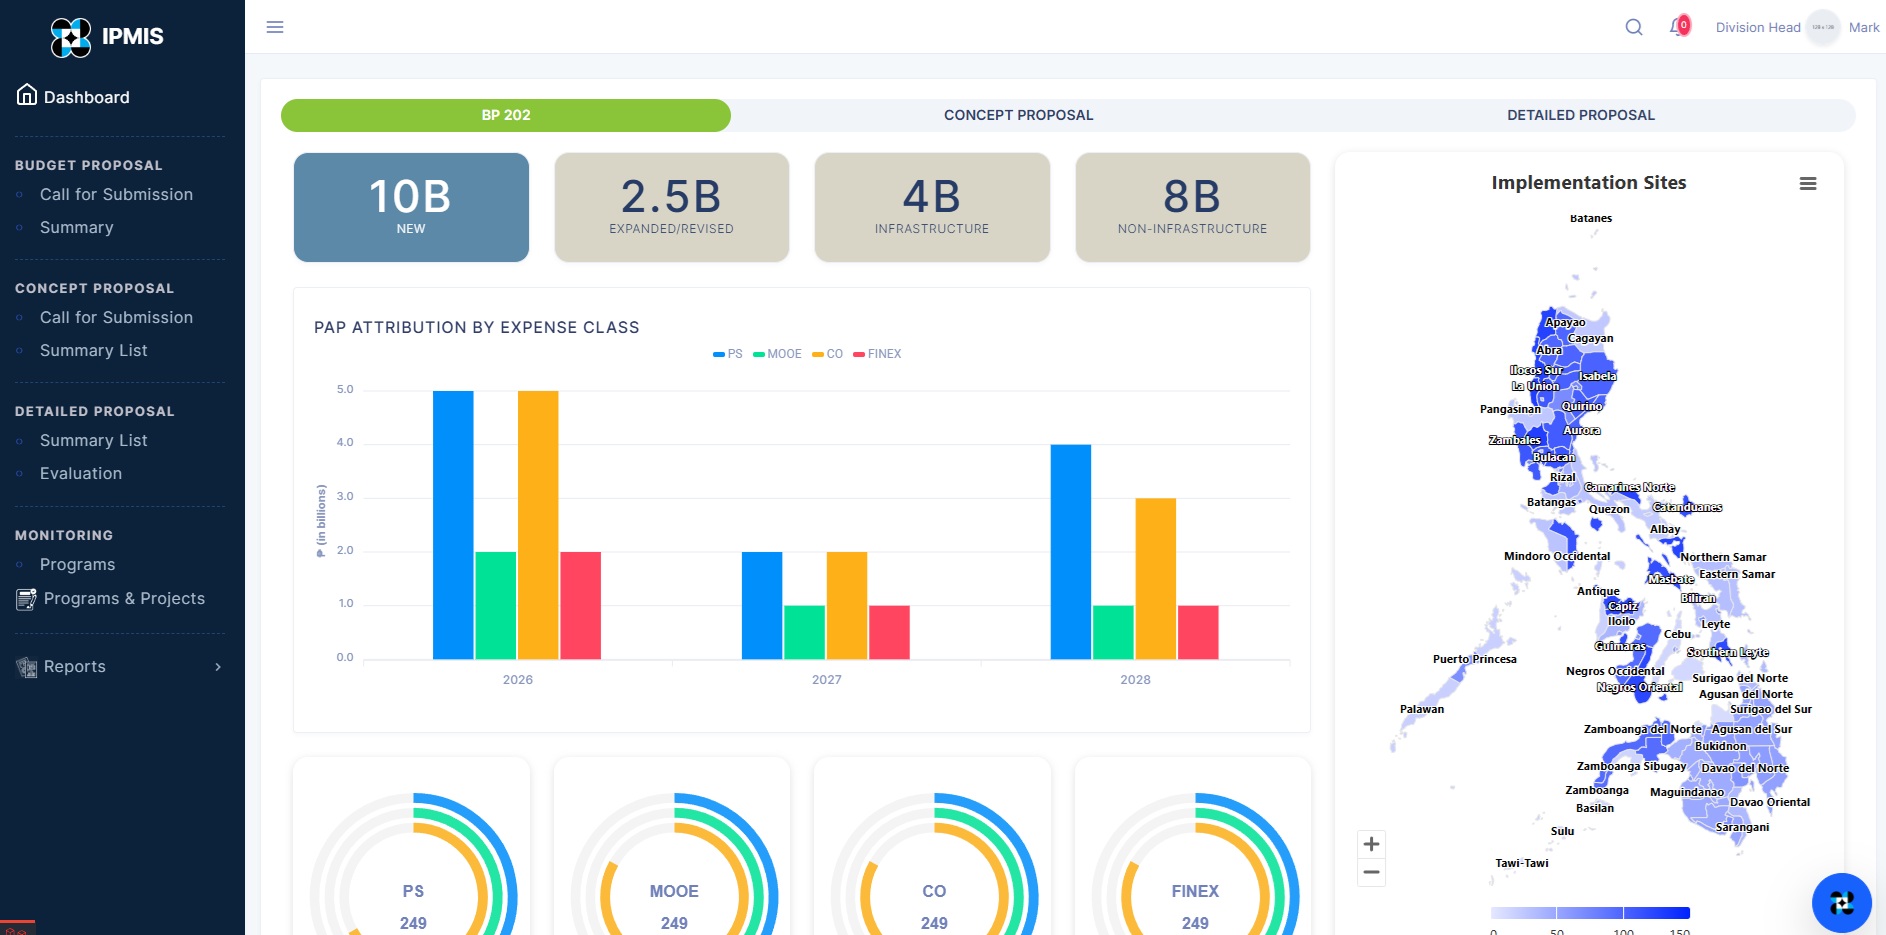 IPMIS
Dashboard
BUDGET PROPOSAL
Call for Submission
Summary
CONCEPT PROPOSAL
Call for Submission
Summary List
DETAILED PROPOSAL
Summary List
Evaluation
MONITORING
Programs
Programs & Projects
Reports
0
Division Head
Mark
BP 202
CONCEPT PROPOSAL
DETAILED PROPOSAL
10B
NEW
2.5B
EXPANDED/REVISED
4B
INFRASTRUCTURE
8B
NON-INFRASTRUCTURE
PAP ATTRIBUTION BY EXPENSE CLASS
PS MOOE CO FINEX
₱ (in billions)
5.0
4.0
3.0
2.0
1.0
0.0
2026 2027 2028
PS
249
MOOE
249
CO
249
FINEX
249
Implementation Sites
Batanes
Apayao
Cagayan
Abra
Ilocos Sur
Isabela
La Union
Quirino
Pangasinan
Aurora
Zambales
Bulacan
Rizal
Camarines Norte
Batangas
Quezon
Catanduanes
Albay
Mindoro Occidental
Northern Samar
Eastern Samar
Masbate
Antique
Biliran
Capiz
Iloilo
Leyte
Cebu
Guimaras
Southern Leyte
Puerto Princesa
Negros Occidental
Surigao del Norte
Negros Oriental
Agusan del Norte
Palawan
Surigao del Sur
Zamboanga del Norte
Agusan del Sur
Bukidnon
Zamboanga Sibugay
Davao del Norte
Zamboanga
Maguindanao
Davao Oriental
Basilan
Sarangani
Sulu
Tawi-Tawi
0 50 100 150